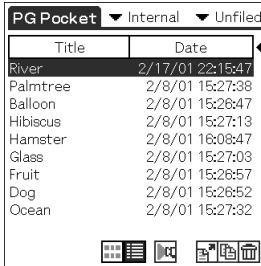 PG Pocket Internal Unfiled
Title Date
River 2/17/01 22:15:47
Palmtree 2/8/01 15:27:38
Balloon 2/8/01 15:26:47
Hibiscus 2/8/01 15:27:13
Hamster 2/8/01 16:08:47
Glass 2/8/01 15:27:03
Fruit 2/8/01 15:26:57
Dog 2/8/01 15:26:52
Ocean 2/8/01 15:27:32